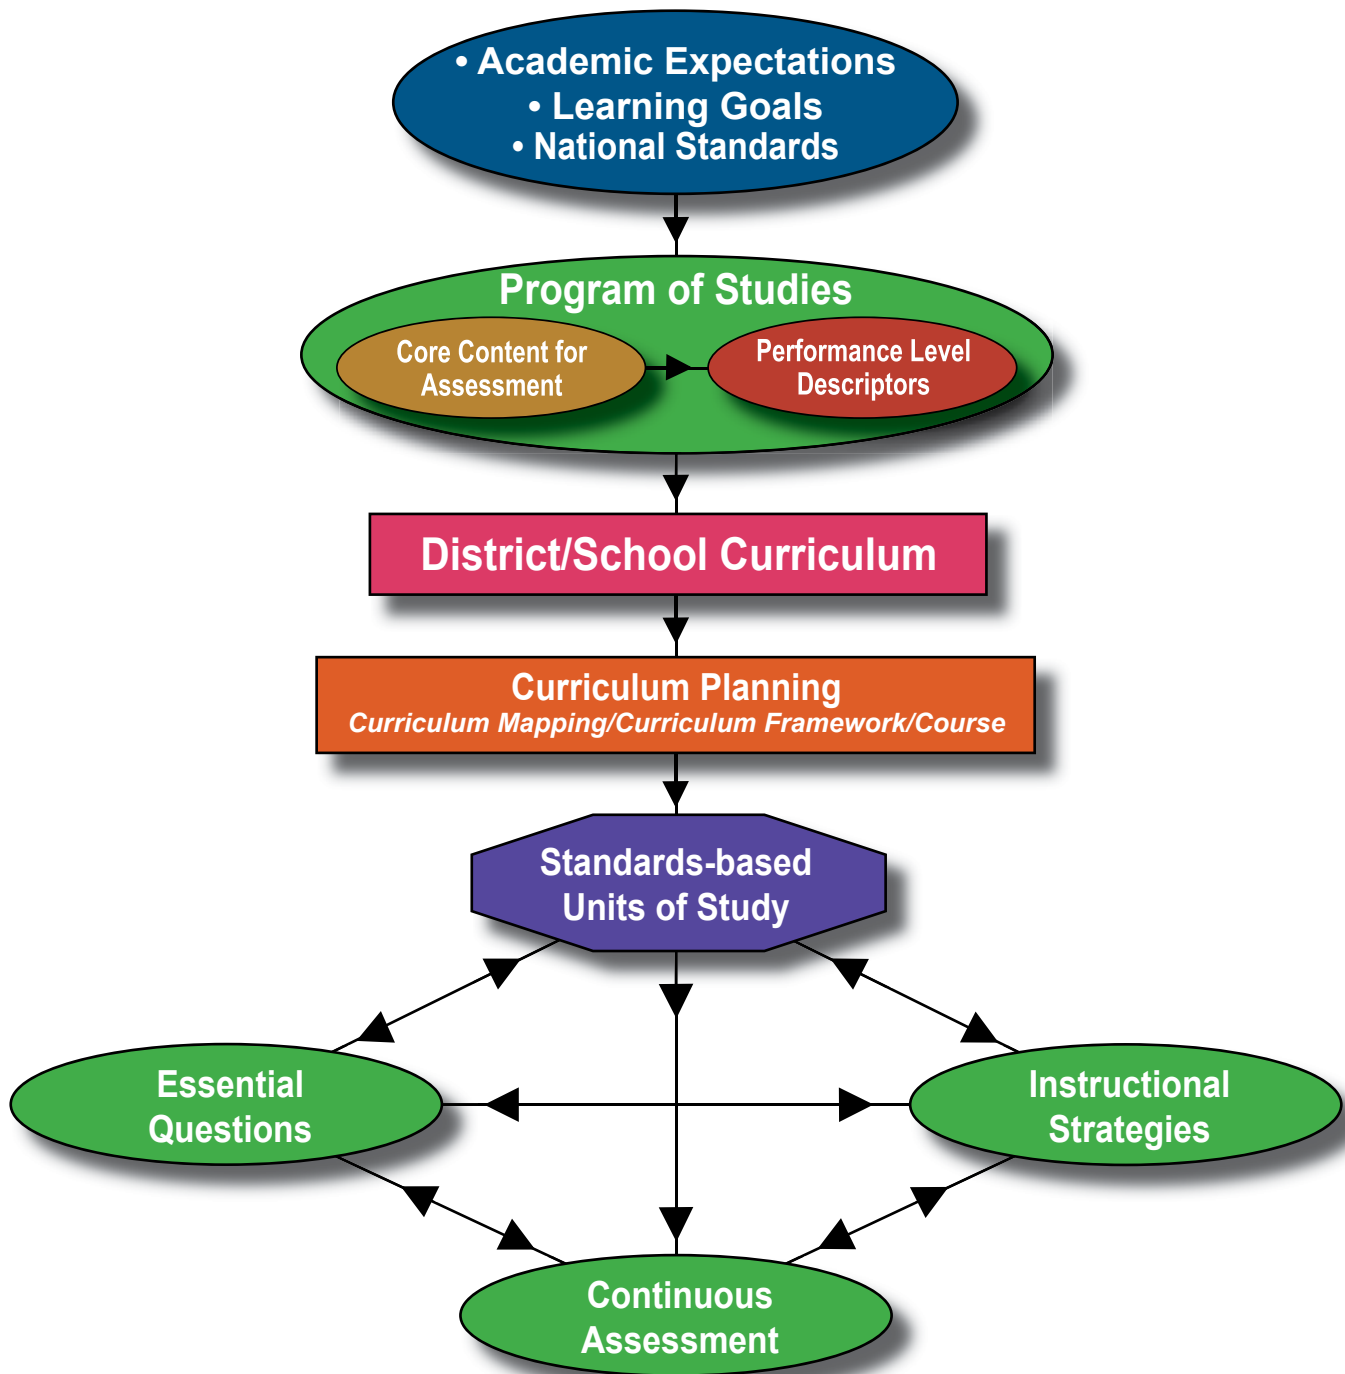 • Academic Expectations
• Learning Goals
• National Standards
Program of Studies
Core Content for
Assessment
Performance Level
Descriptors
District/School Curriculum
Curriculum Planning
Curriculum Mapping/Curriculum Framework/Course
Standards-based
Units of Study
Essential
Questions
Instructional
Strategies
Continuous
Assessment